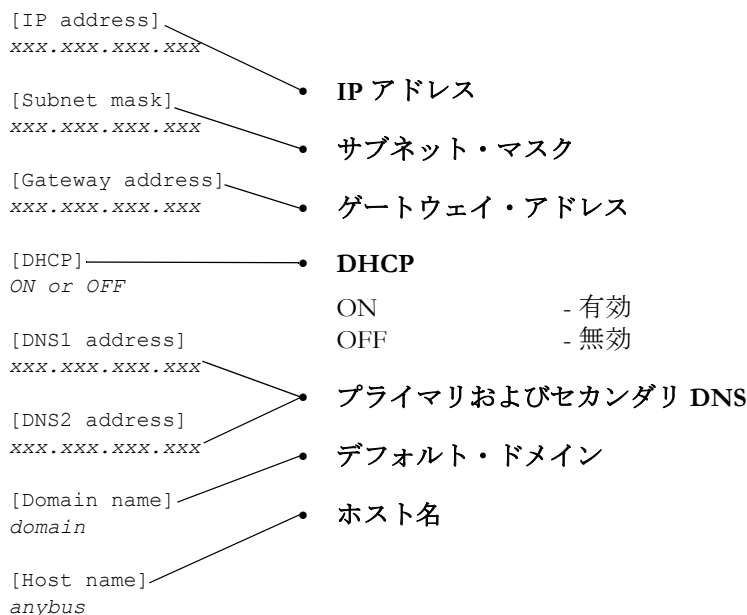 [IP address]
xxx.xxx.xxx.xxx
[Subnet mask]
xxx.xxx.xxx.xxx
[Gateway address]
xxx.xxx.xxx.xxx
[DHCP]
ON or OFF
[DNS1 address]
xxx.xxx.xxx.xxx
[DNS2 address]
xxx.xxx.xxx.xxx
[Domain name]
domain
[Host name]
anybus
• IP アドレス
• サブネット・マスク
• ゲートウェイ・アドレス
• DHCP
ON - 有効
OFF - 無効
• プライマリおよびセカンダリ DNS
• デフォルト・ドメイン
• ホスト名